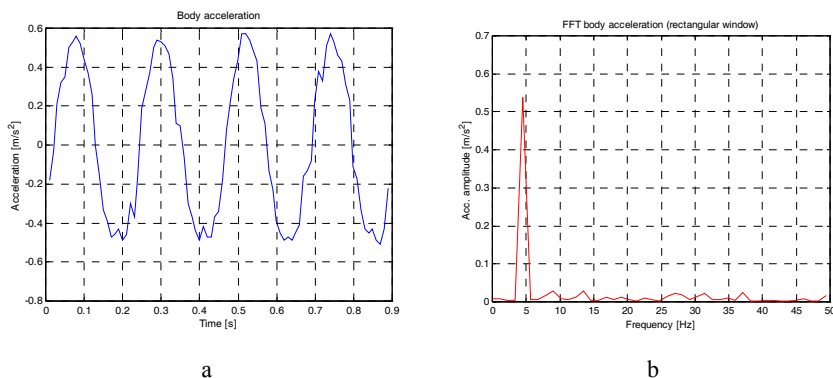 Body acceleration
0.6
0.4
0.2
0
-0.2
-0.4
-0.6
-0.8
Acceleration [m/s²]
0 0.1 0.2 0.3 0.4 0.5 0.6 0.7 0.8 0.9
Time [s]
a
FFT body acceleration (rectangular window)
0.7
0.6
0.5
0.4
0.3
0.2
0.1
0
Acc. amplitude [m/s²]
0 5 10 15 20 25 30 35 40 45 50
Frequency [Hz]
b